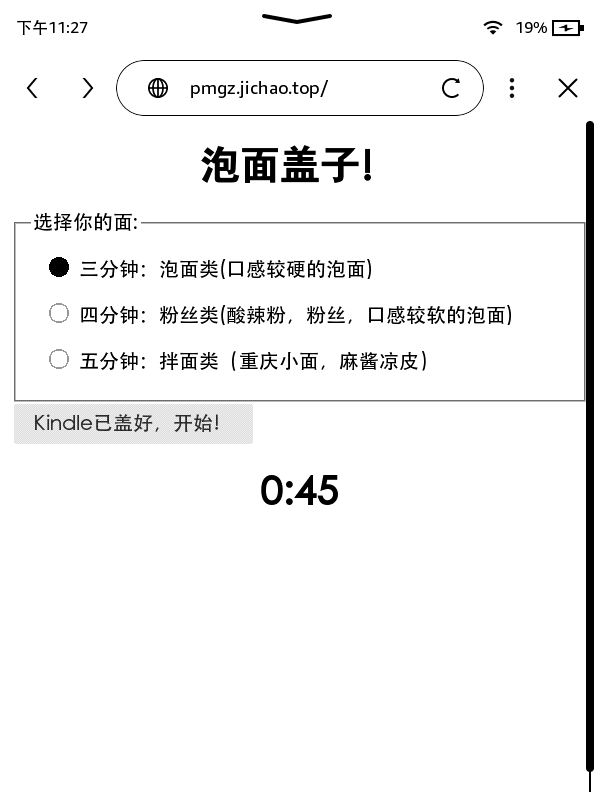 下午11:27
19%
pmgz.jichao.top/
泡面盖子!
选择你的面:
三分钟：泡面类(口感较硬的泡面)
四分钟：粉丝类(酸辣粉，粉丝，口感较软的泡面)
五分钟：拌面类（重庆小面，麻酱凉皮）
Kindle已盖好，开始!
0:45